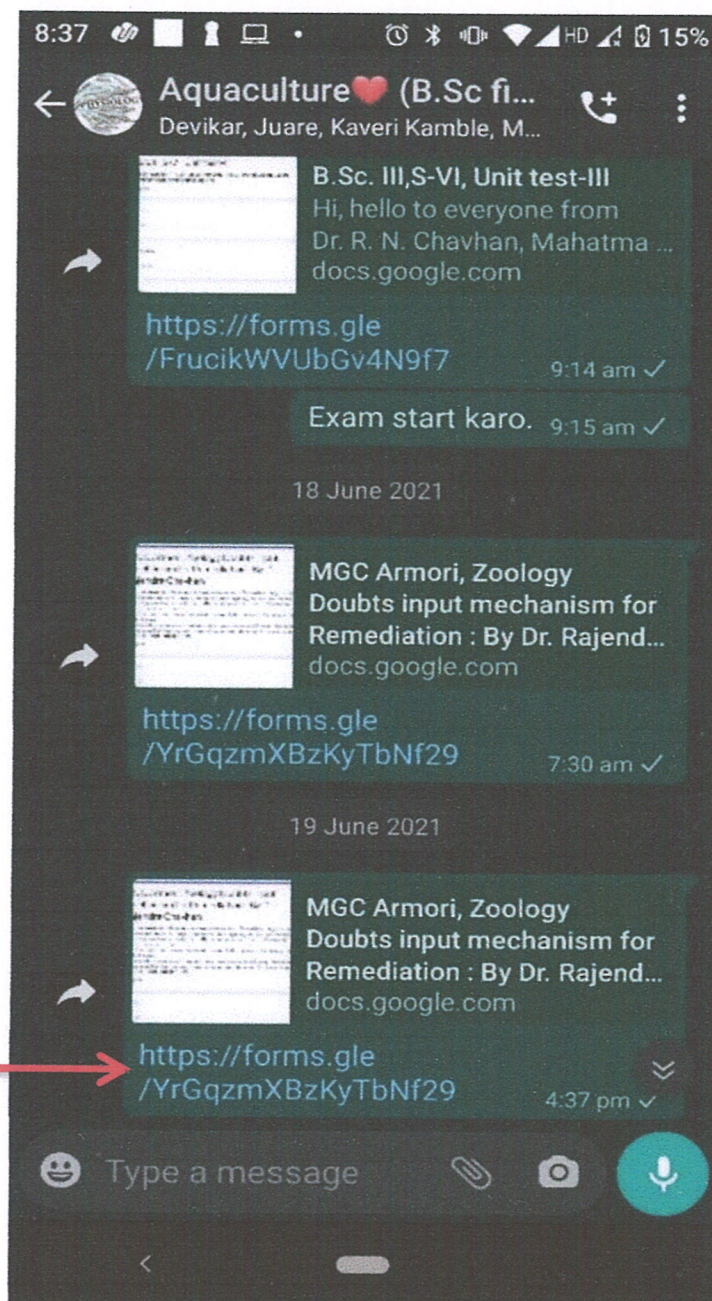 8:37 HD 15%
PHYSIOLOG
Aquaculture❤️ (B.Sc fi...
Devikar, Juare, Kaveri Kamble, M...
B.Sc. III,S-VI, Unit test-III
Hi, hello to everyone from
Dr. R. N. Chavhan, Mahatma ...
docs.google.com
https://forms.gle
/FrucikWVUbGv4N9f7 9:14 am
Exam start karo. 9:15 am
18 June 2021
MGC Armori, Zoology
Doubts input mechanism for
Remediation : By Dr. Rajend...
docs.google.com
https://forms.gle
/YrGqzmXBzKyTbNf29 7:30 am
19 June 2021
MGC Armori, Zoology
Doubts input mechanism for
Remediation : By Dr. Rajend...
docs.google.com
https://forms.gle
/YrGqzmXBzKyTbNf29 4:37 pm
Type a message